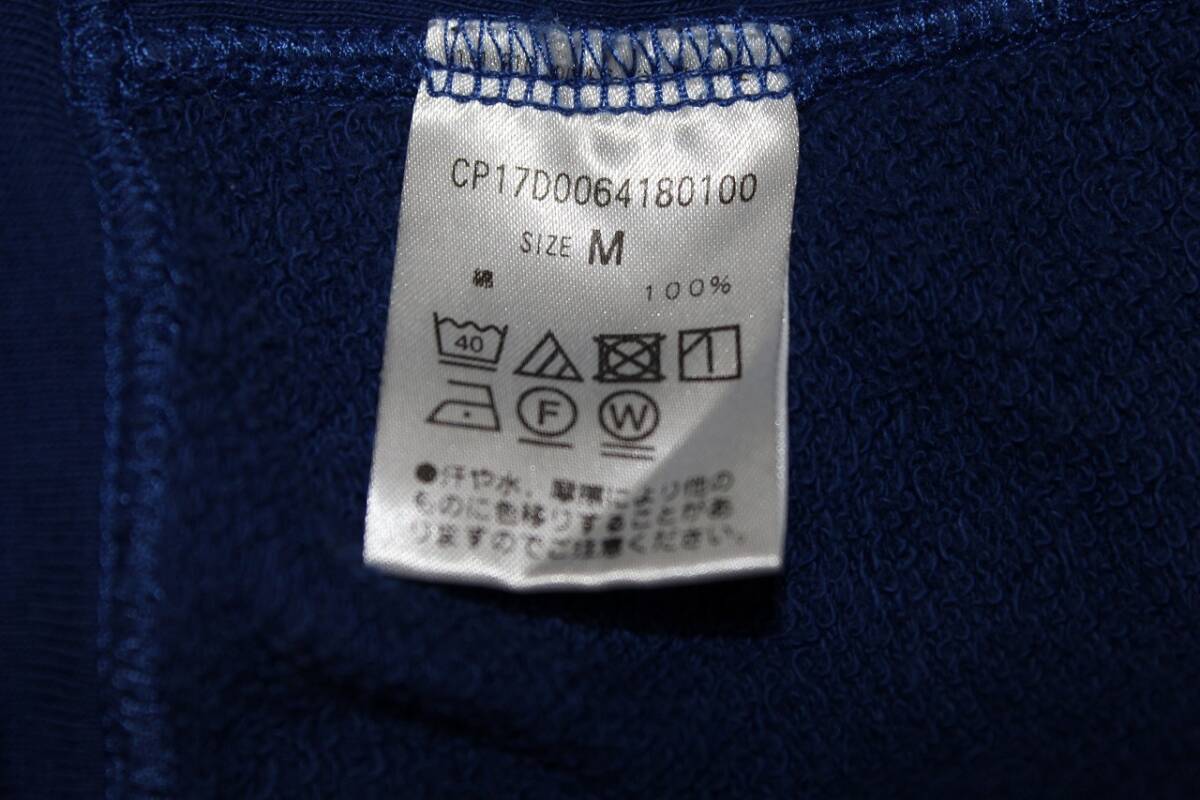 CP17D0064180100
SIZE M
綿 100%
40
F W
●汗や水、摩擦により他の
ものに色移りすることがあ
りますのでご注意ください。